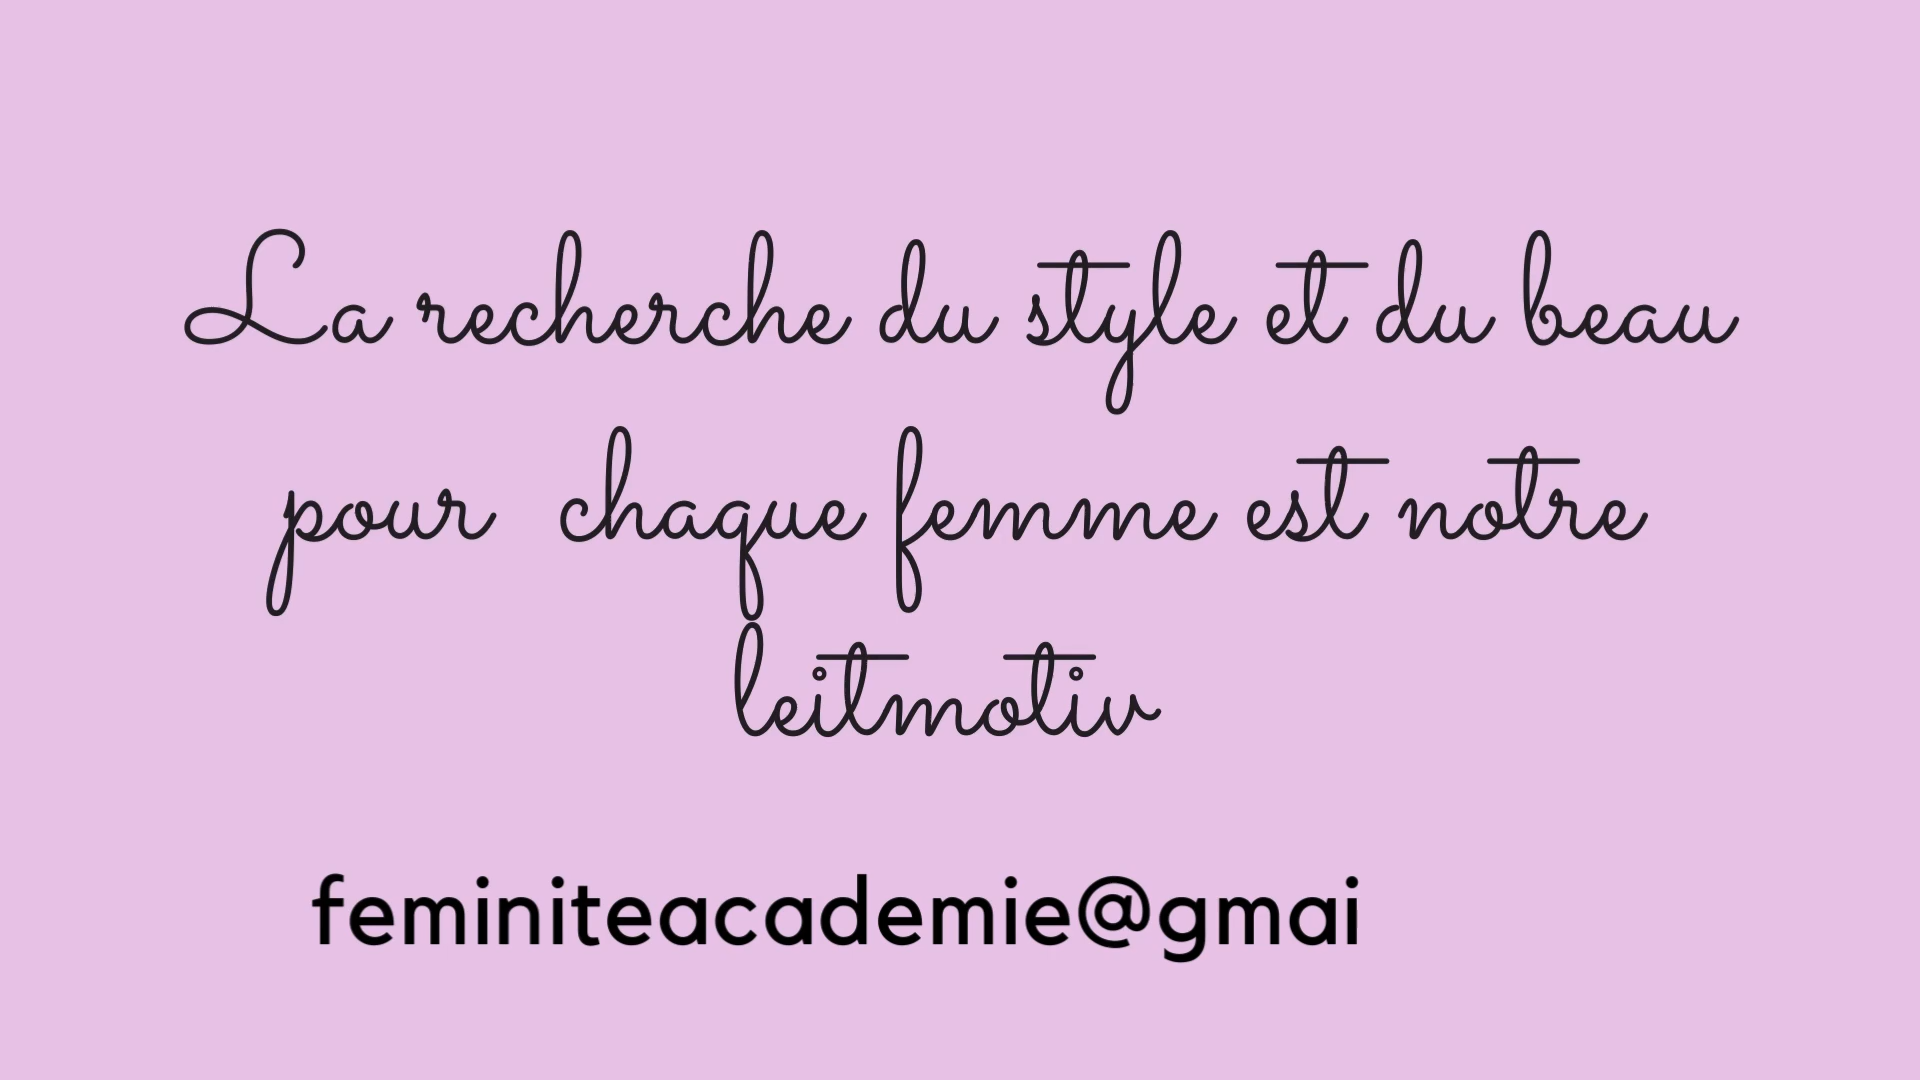 La recherche du style et du beau
pour chaque femme est notre
leitmotiv
feminiteacademie@gmai